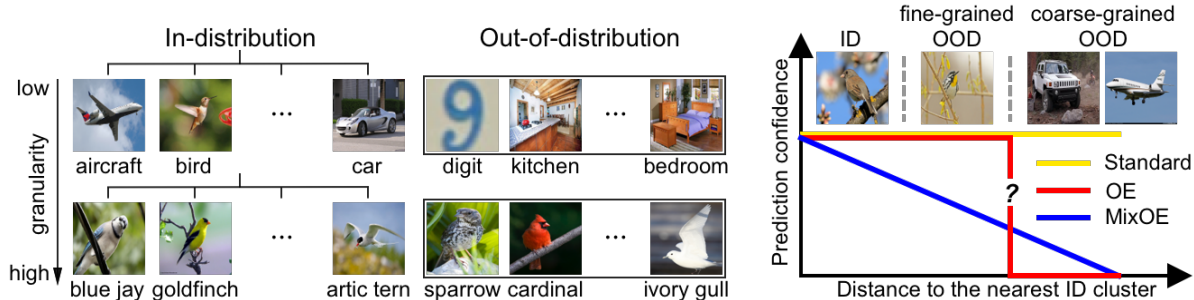 In-distribution
Out-of-distribution
low
granularity
high
...
aircraft bird car
9
...
digit kitchen bedroom
...
blue jay goldfinch artic tern
...
sparrow cardinal ivory gull
fine-grained coarse-grained
ID OOD OOD
Prediction confidence
Standard
OE
MixOE
?
Distance to the nearest ID cluster